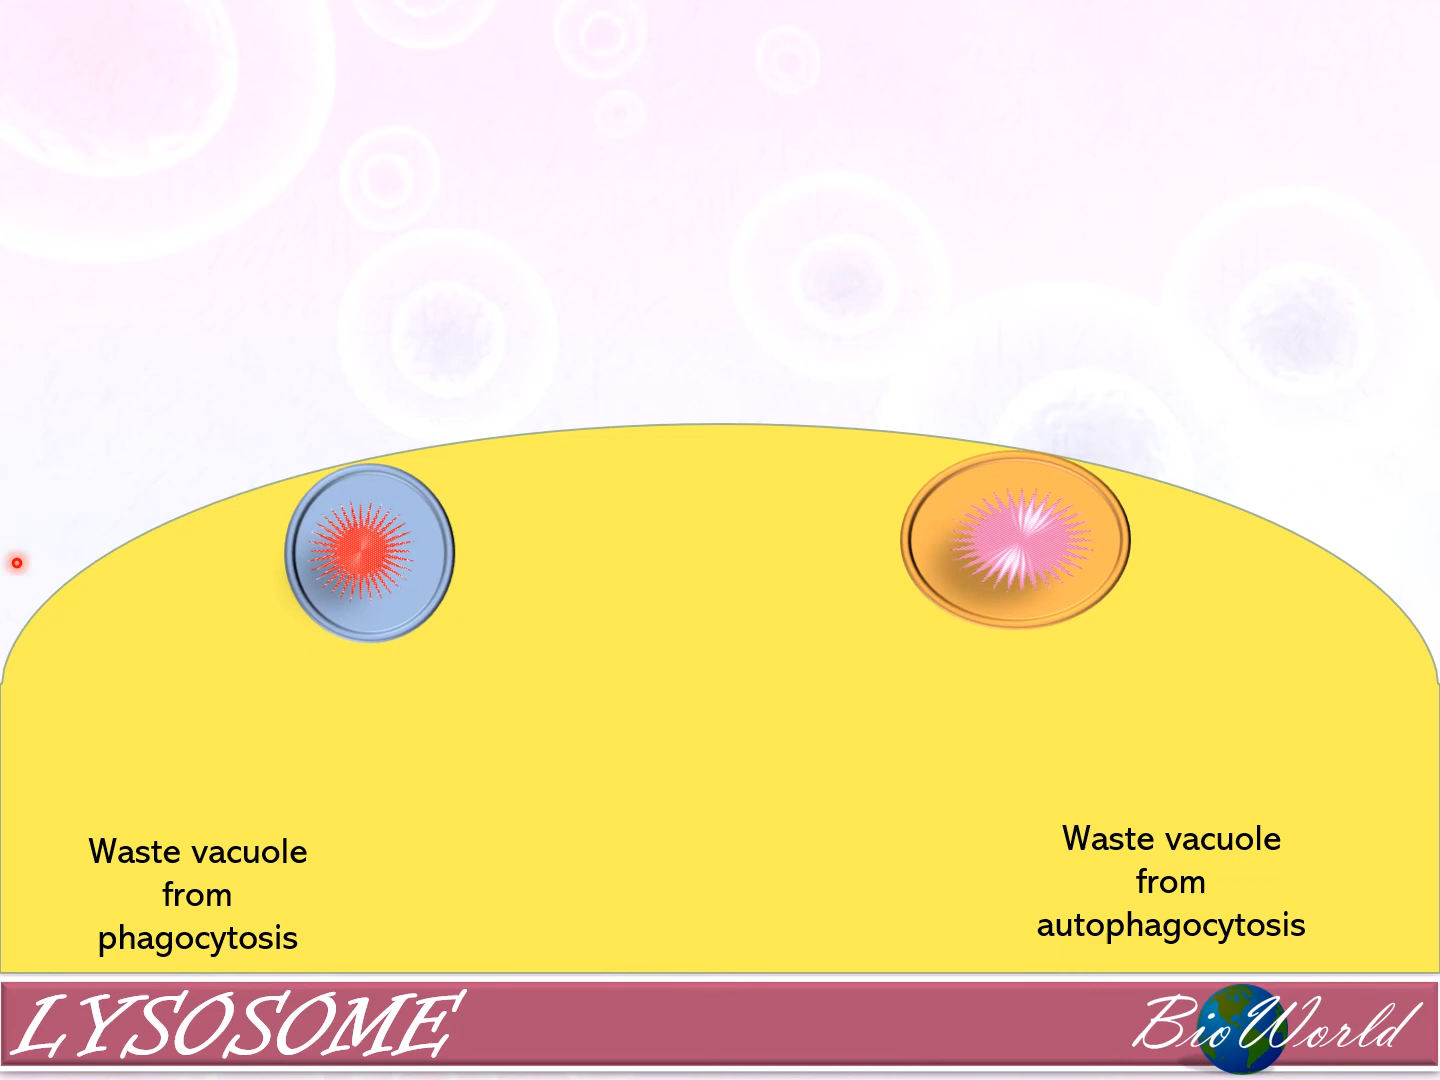 Waste vacuole
from
phagocytosis
Waste vacuole
from
autophagocytosis
LYSOSOME
BioWorld